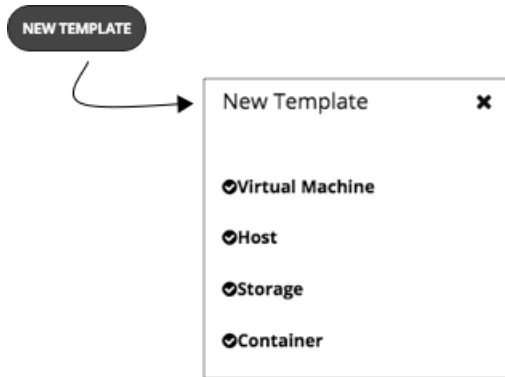 NEW TEMPLATE
New Template
Virtual Machine
Host
Storage
Container